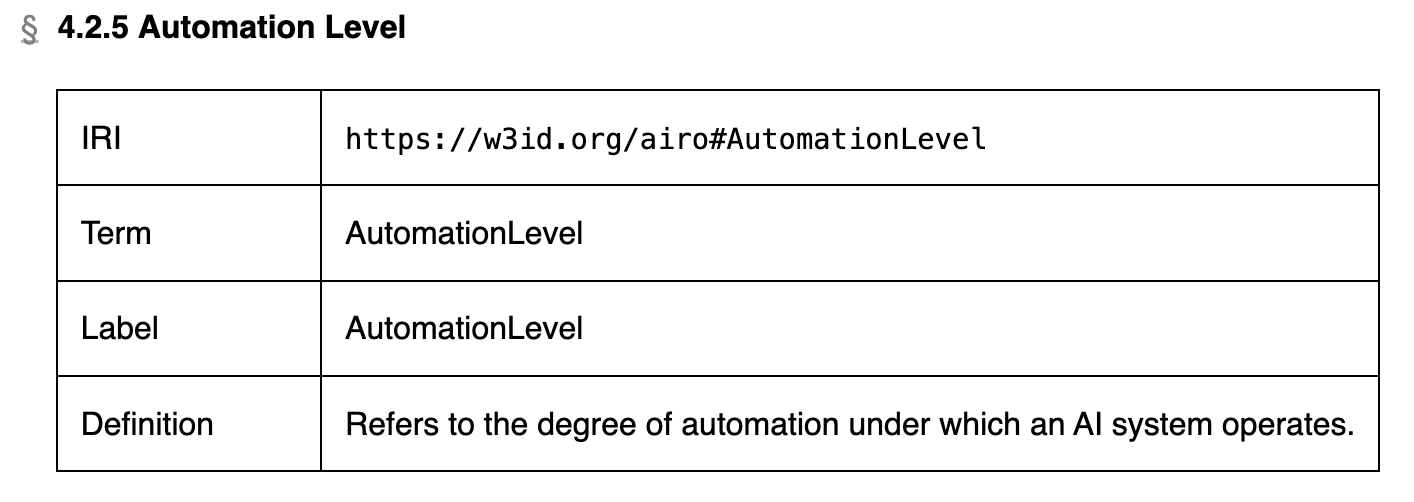 § 4.2.5 Automation Level
IRI https://w3id.org/airo#AutomationLevel
Term AutomationLevel
Label AutomationLevel
Definition Refers to the degree of automation under which an AI system operates.